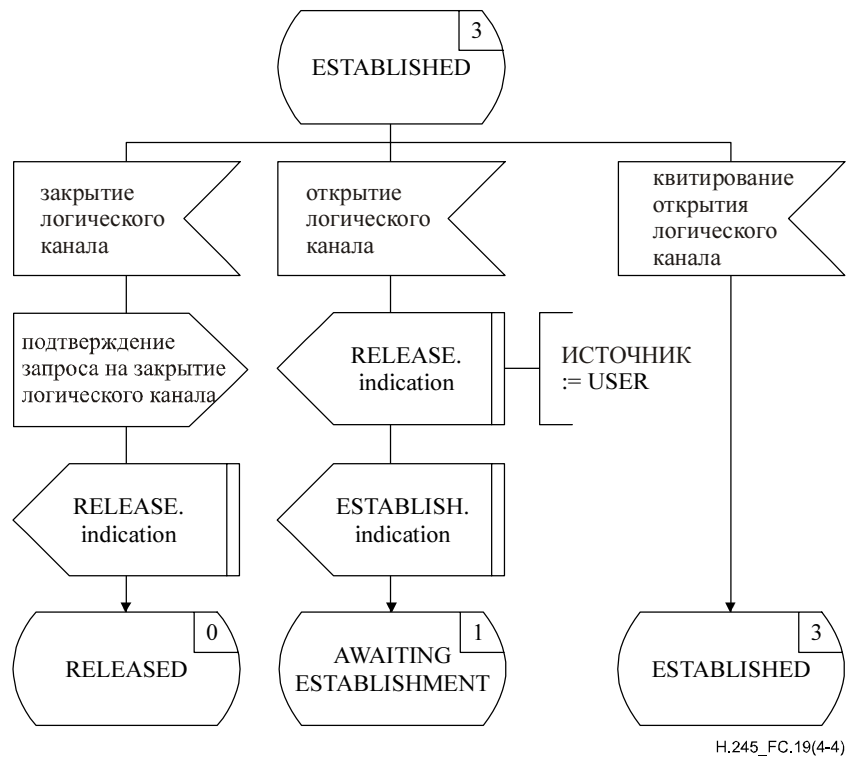 3
ESTABLISHED
закрытие
логического
канала
открытие
логического
канала
квитирование
открытия
логического
канала
подтверждение
запроса на закрытие
логического канала
RELEASE.
indication
ИСТОЧНИК
:= USER
RELEASE.
indication
ESTABLISH.
indication
0
RELEASED
1
AWAITING
ESTABLISHMENT
3
ESTABLISHED
H.245_FC.19(4-4)